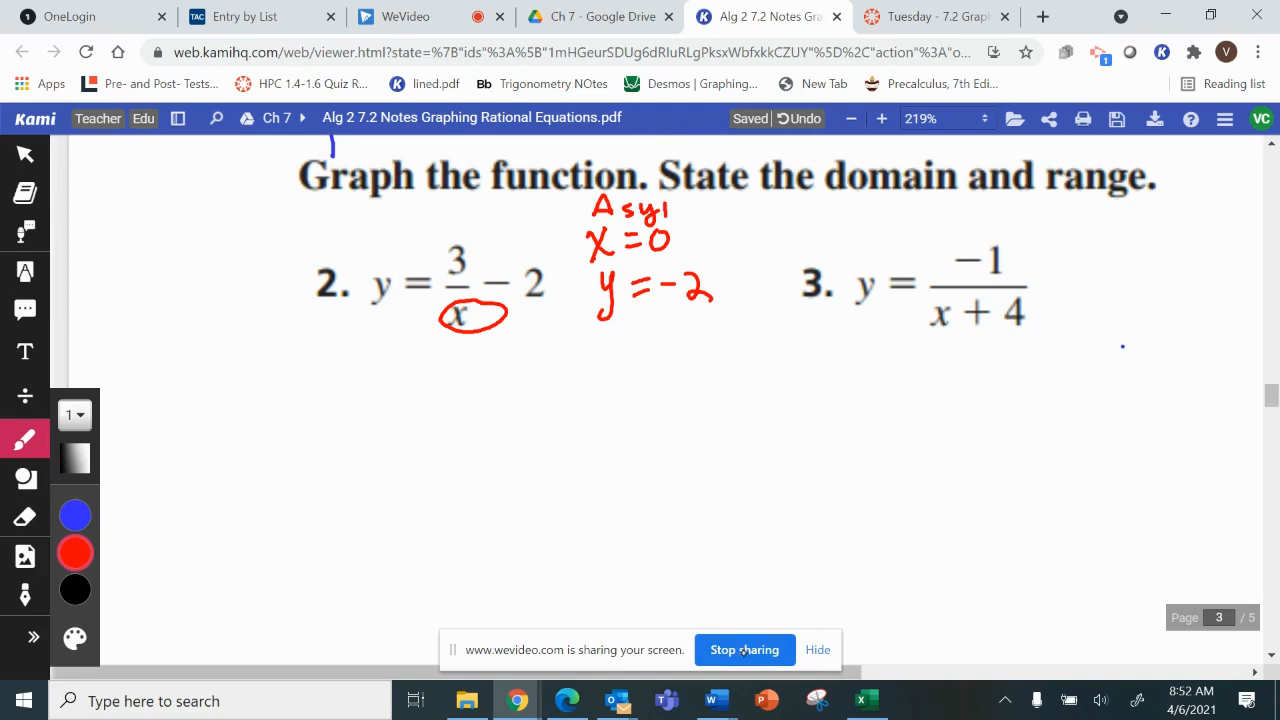 OneLogin
Entry by List
WeVideo
Ch 7 - Google Drive
Alg 2 7.2 Notes Gra
Tuesday - 7.2 Grap
web.kamihq.com/web/viewer.html?state=%7B"ids"%3A%5B"1mHGeurSDUg6dRIuRLgPksxWbfxkkCZUY"%5D%2C"action"%3A"o...
Apps
Pre- and Post- Tests...
HPC 1.4-1.6 Quiz R...
lined.pdf
Trigonometry NOtes
Desmos | Graphing...
New Tab
Precalculus, 7th Edi...
Reading list
Kami
Teacher
Edu
Ch 7
Alg 2 7.2 Notes Graphing Rational Equations.pdf
Saved
Undo
219%
VC
Graph the function. State the domain and range.
Asy
x = 0
2. y = 3/x - 2
y = -2
3. y = -1/(x + 4)
1
Page 3 / 5
www.wevideo.com is sharing your screen.
Stop sharing
Hide
Type here to search
8:52 AM
4/6/2021